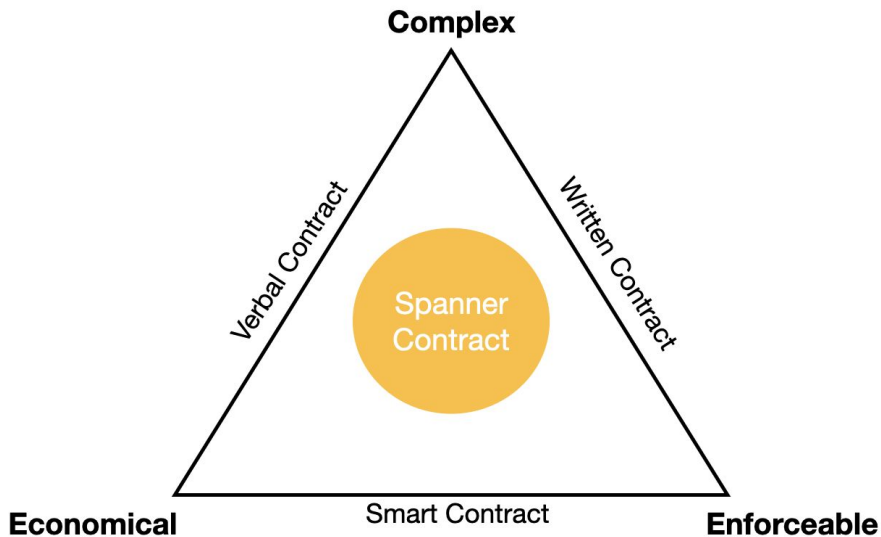 Complex
Verbal Contract
Written Contract
Spanner
Contract
Economical
Smart Contract
Enforceable